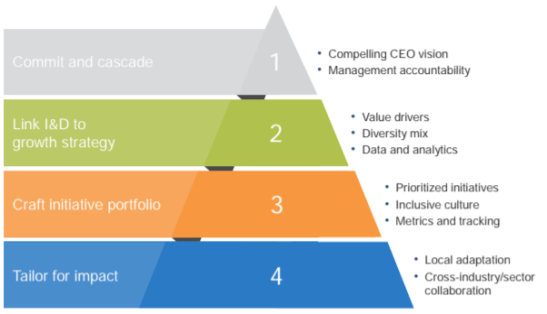 Commit and cascade
1
• Compelling CEO vision
• Management accountability
Link I&D to
growth strategy
2
• Value drivers
• Diversity mix
• Data and analytics
Craft initiative portfolio
3
• Prioritized initiatives
• Inclusive culture
• Metrics and tracking
Tailor for impact
4
• Local adaptation
• Cross-industry/sector
collaboration